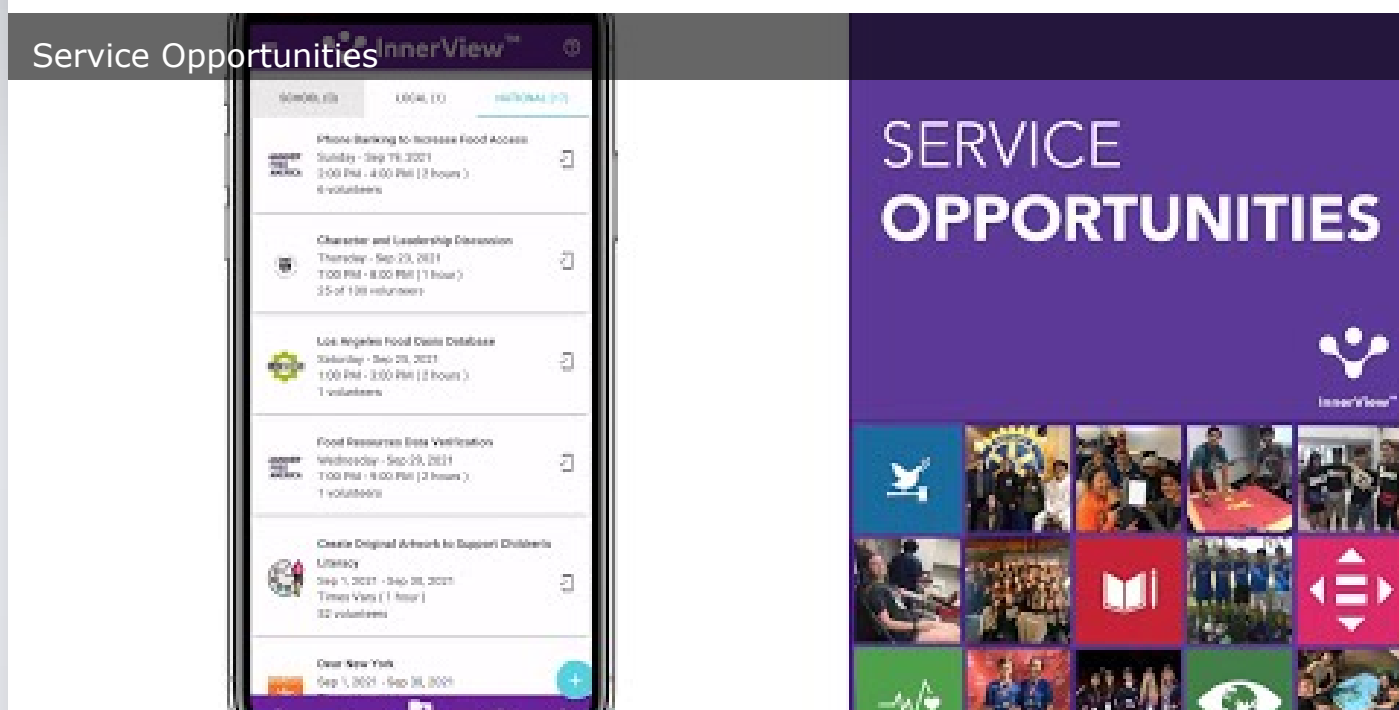 Service Opportunities
InnerView™
SCHOOL (0) LOCAL (1) NATIONAL (17)
Phone Banking to Increase Food Access
Sunday - Sep 19, 2021
2:00 PM - 4:00 PM ( 2 hours )
6 volunteers
Character and Leadership Discussion
Thursday - Sep 23, 2021
7:00 PM - 8:00 PM ( 1 hour )
25 of 100 volunteers
Los Angeles Food Oasis Database
Saturday - Sep 25, 2021
1:00 PM - 3:00 PM ( 2 hours )
1 volunteers
Food Resources Data Verification
Wednesday - Sep 29, 2021
7:00 PM - 9:00 PM ( 2 hours )
1 volunteers
Create Original Artwork to Support Children's
Literacy
Sep 1, 2021 - Sep 30, 2021
Times Vary ( 1 hour )
52 volunteers
Dear New York
Sep 1, 2021 - Sep 30, 2021
SERVICE
OPPORTUNITIES
InnerView™